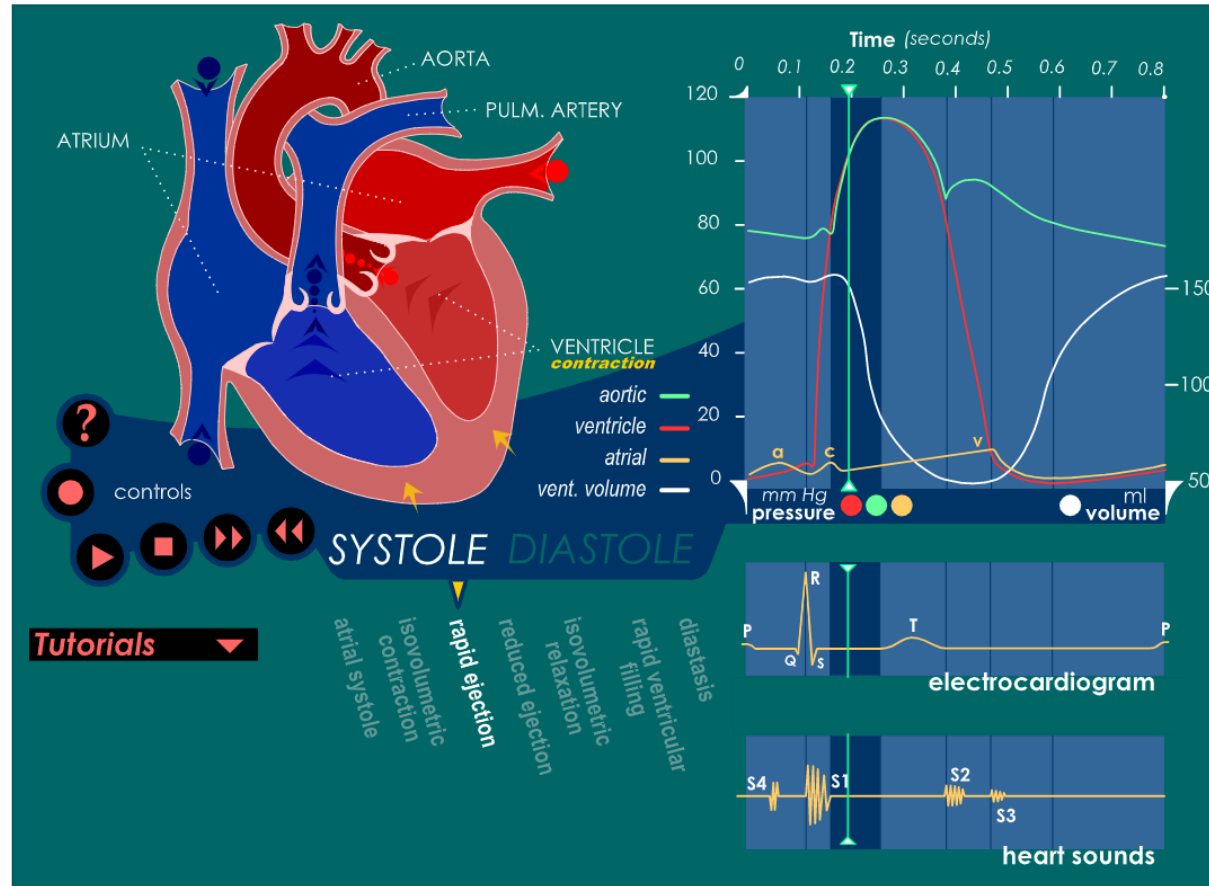 AORTA
PULM. ARTERY
ATRIUM
VENTRICLE
contraction
aortic
ventricle
atrial
vent. volume
?
controls
SYSTOLE DIASTOLE
Tutorials
atrial systole
isovolumetric
contraction
rapid ejection
reduced ejection
isovolumetric
relaxation
rapid ventricular
filling
diastasis
Time (seconds)
0 0.1 0.2 0.3 0.4 0.5 0.6 0.7 0.8
120
100
80
60
40
20
0
150
100
50
a c v
mm Hg
pressure
ml
volume
P Q R S T P
electrocardiogram
S4 S1 S2 S3
heart sounds